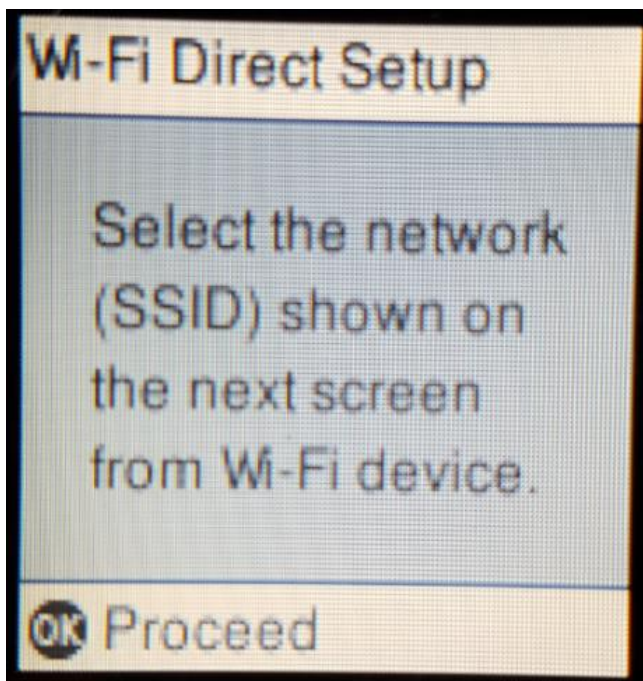 Wi-Fi Direct Setup
Select the network
(SSID) shown on
the next screen
from Wi-Fi device.
OK Proceed